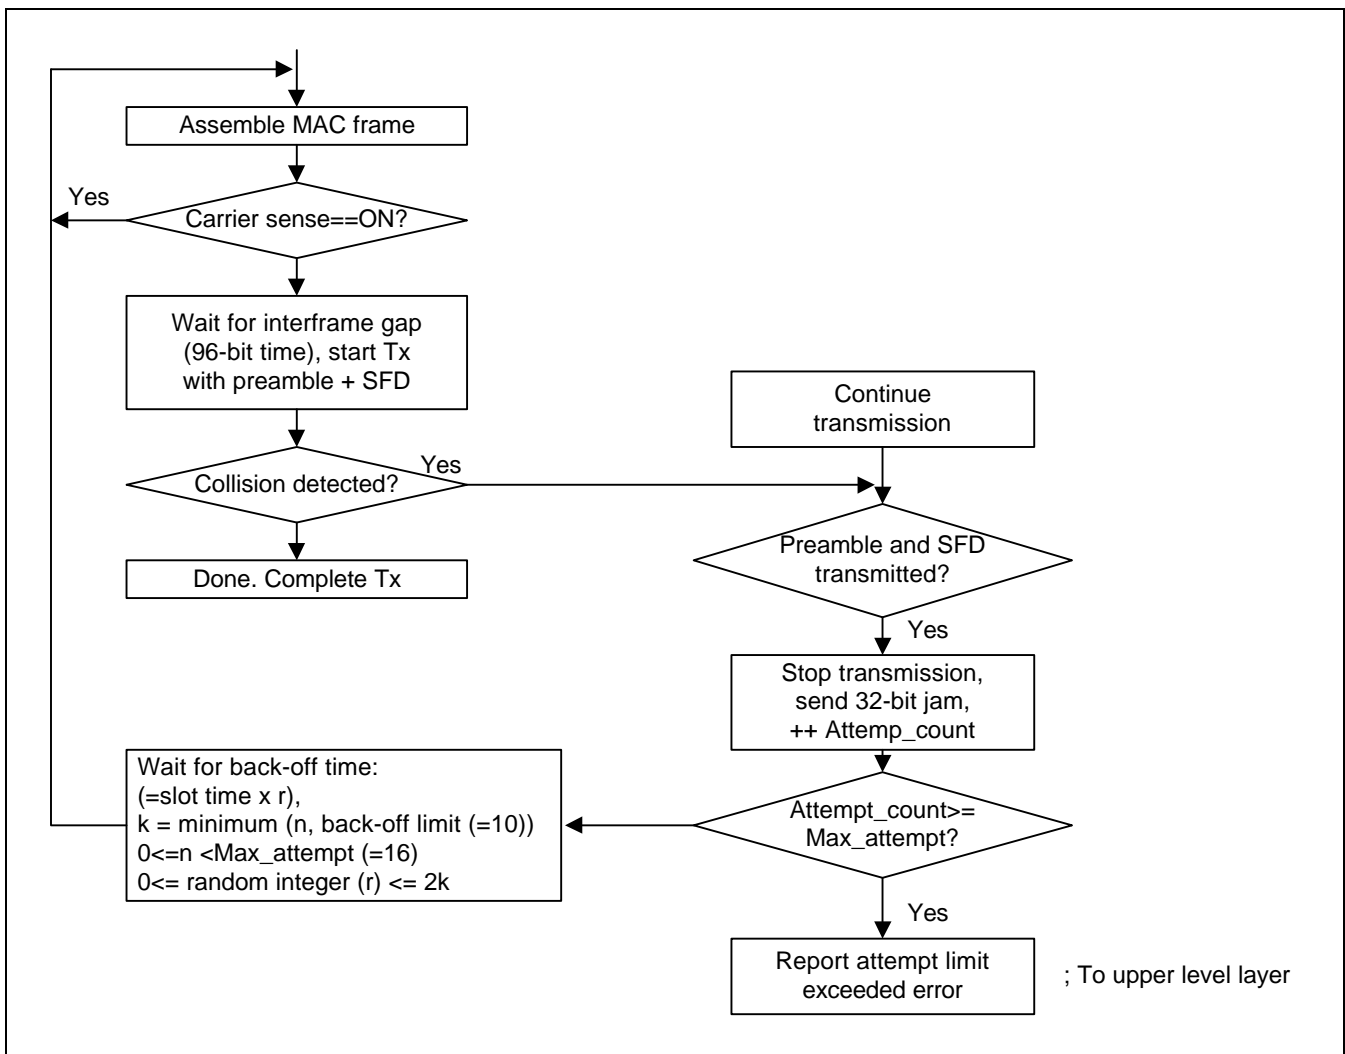 Assemble MAC frame
Yes
Carrier sense==ON?
Wait for interframe gap
(96-bit time), start Tx
with preamble + SFD
Yes
Collision detected?
Done. Complete Tx
Continue
transmission
Preamble and SFD
transmitted?
Yes
Stop transmission,
send 32-bit jam,
++ Attemp_count
Attempt_count>=
Max_attempt?
Wait for back-off time:
(=slot time x r),
k = minimum (n, back-off limit (=10))
0<=n <Max_attempt (=16)
0<= random integer (r) <= 2k
Yes
Report attempt limit
exceeded error
; To upper level layer